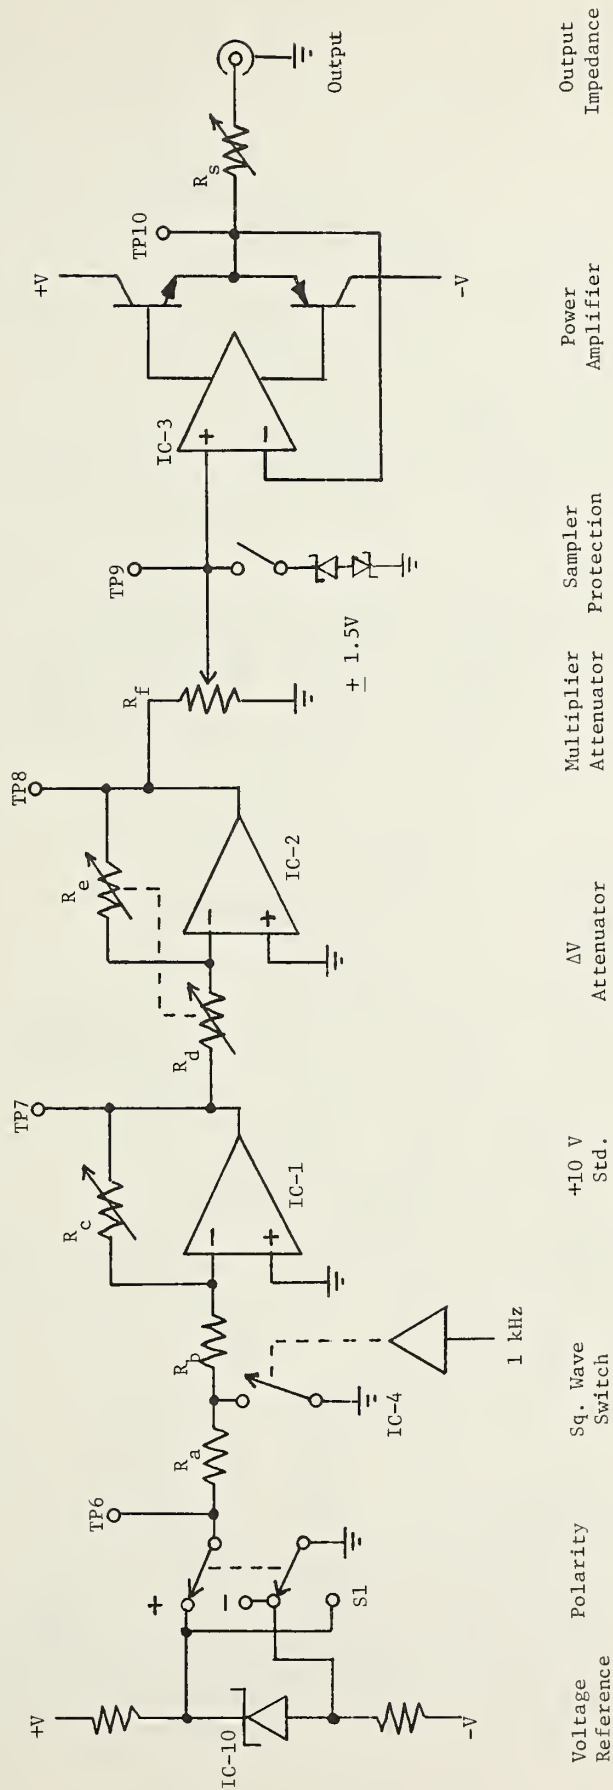 +V
IC-10
-V
+
−
S1
TP6
R a
R b
IC-4
1 kHz
R c
−
+
IC-1
TP7
R d
R e
−
+
IC-2
TP8
R f
± 1.5V
TP9
IC-3
+
−
+V
-V
TP10
R s
Output
Voltage
Reference
Polarity
Sq. Wave
Switch
+10 V
Std.
ΔV
Attenuator
Multiplier
Attenuator
Sampler
Protection
Power
Amplifier
Output
Impedance